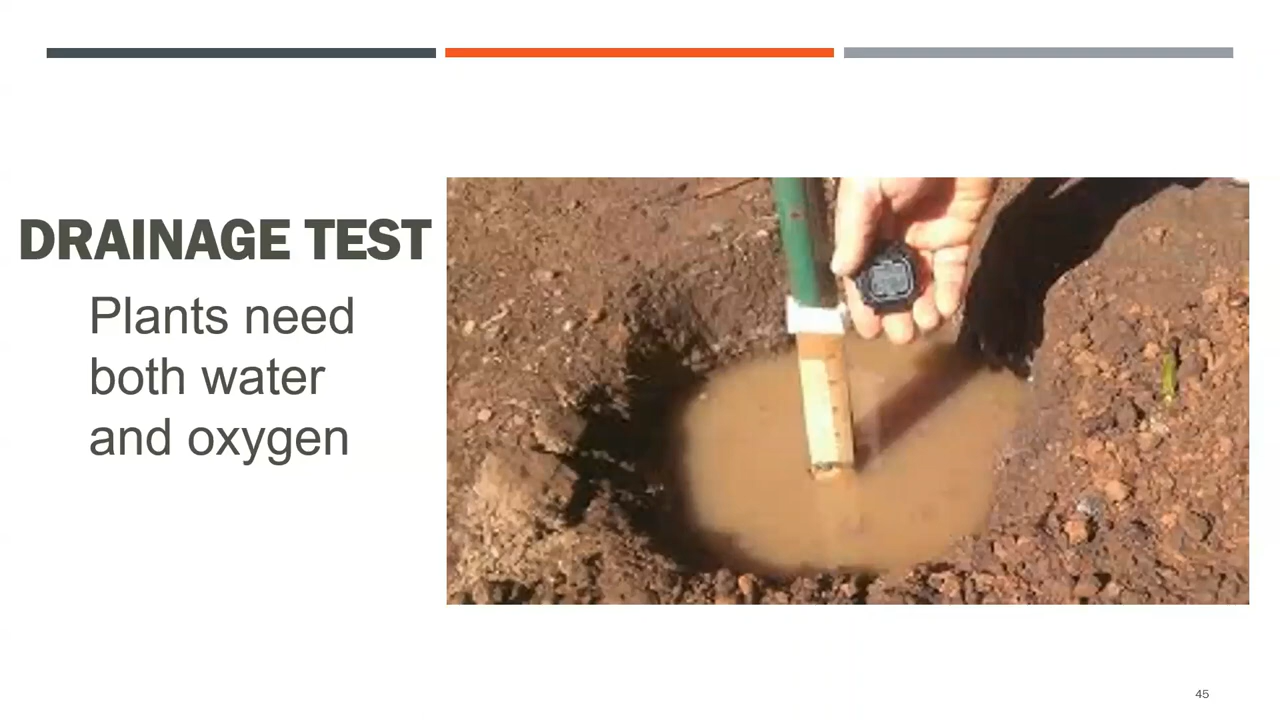 DRAINAGE TEST
Plants need
both water
and oxygen
45